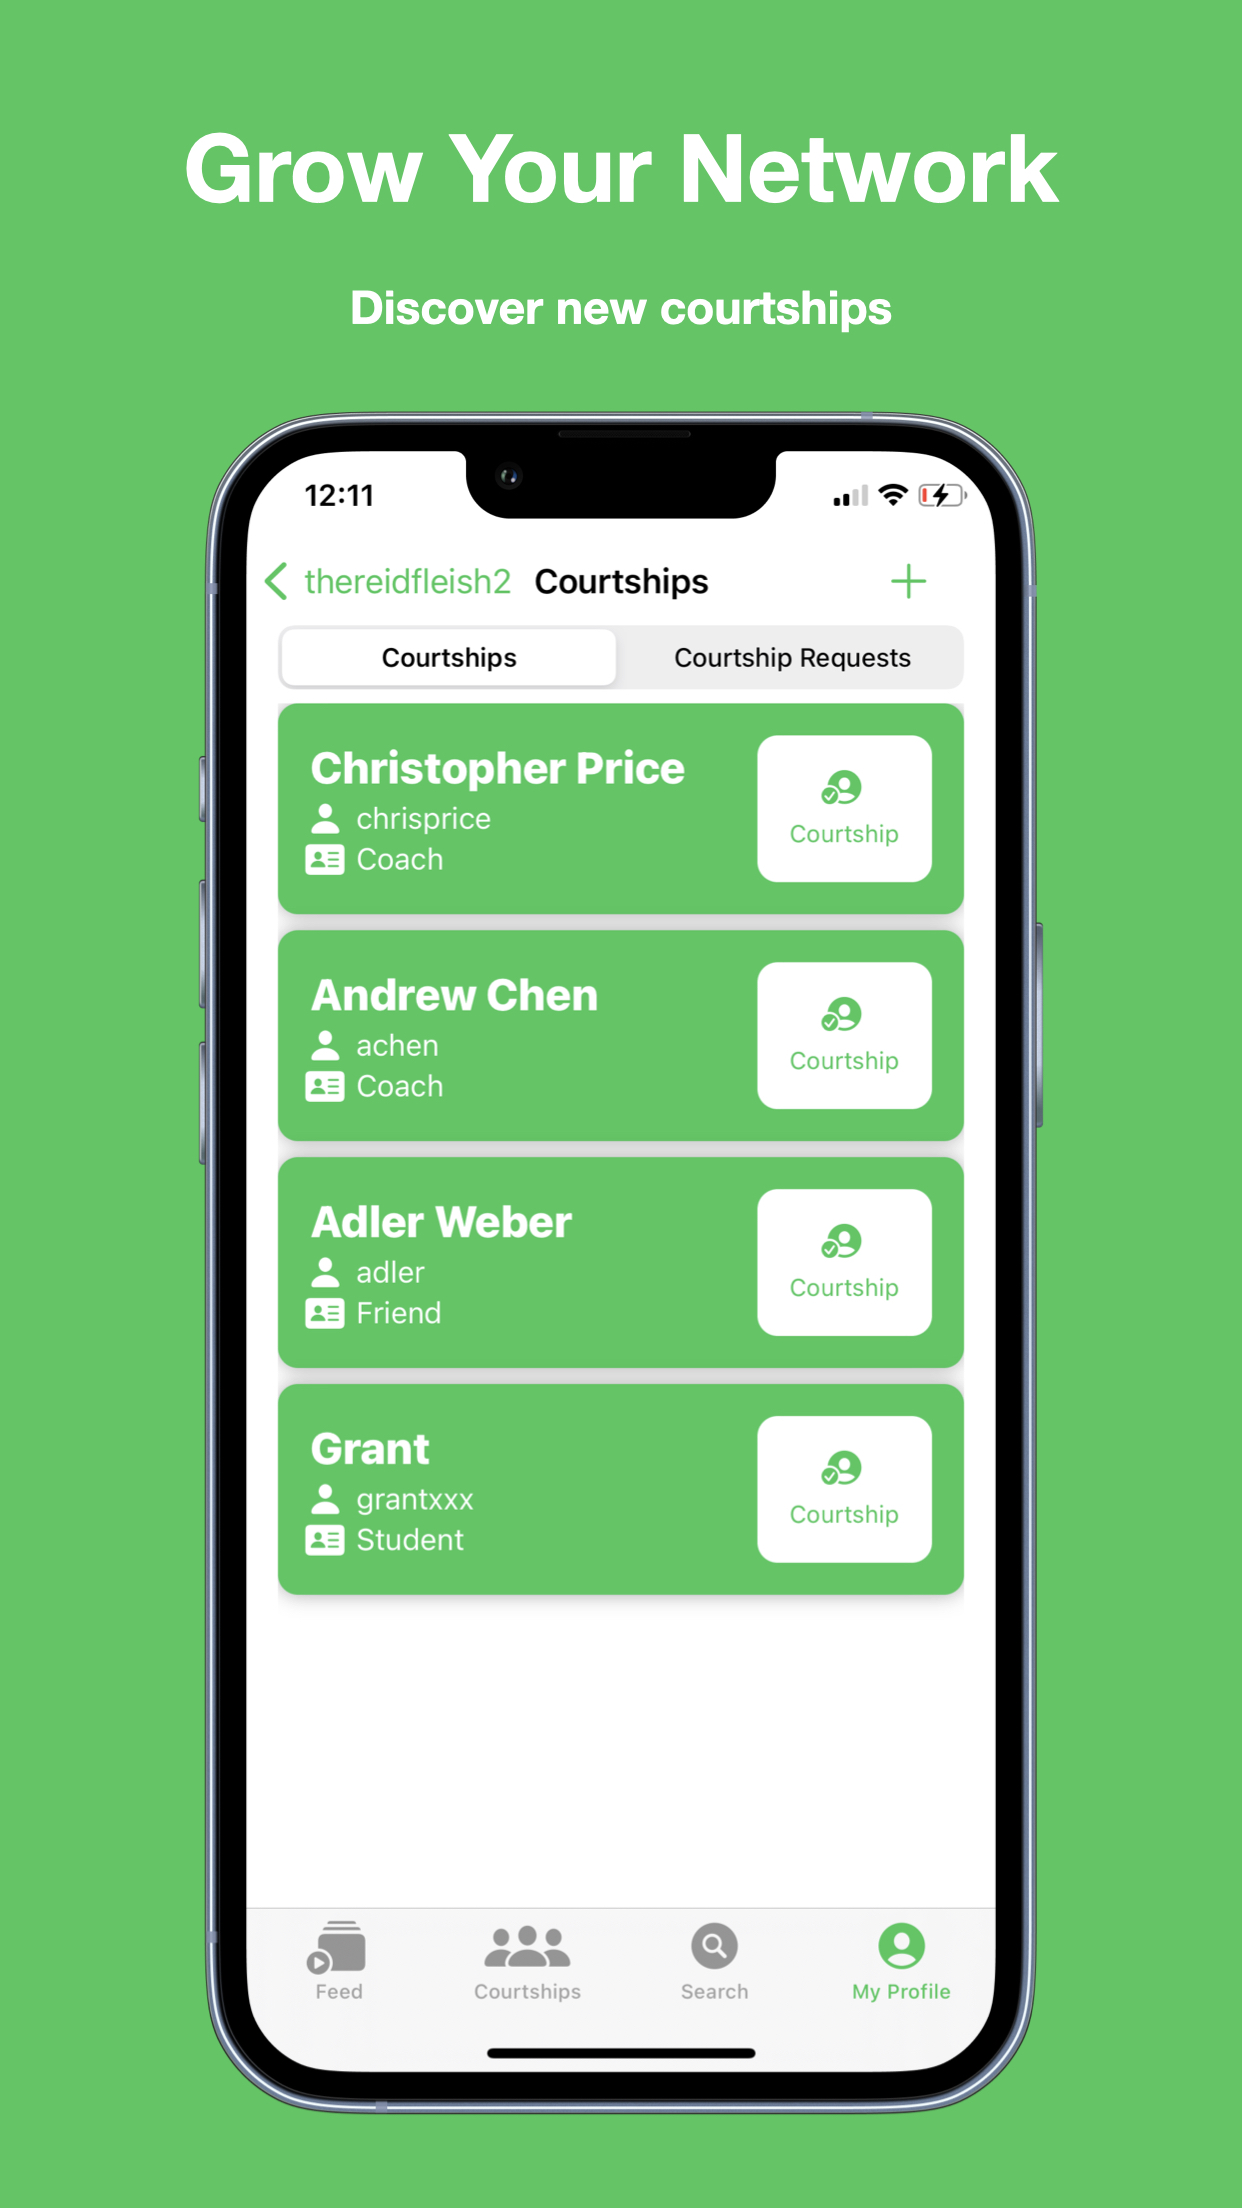 Grow Your Network
Discover new courtships
12:11
thereidfleish2 Courtships
Courtships Courtship Requests
Christopher Price
chrisprice
Coach
Courtship
Andrew Chen
achen
Coach
Courtship
Adler Weber
adler
Friend
Courtship
Grant
grantxxx
Student
Courtship
Feed Courtships Search My Profile